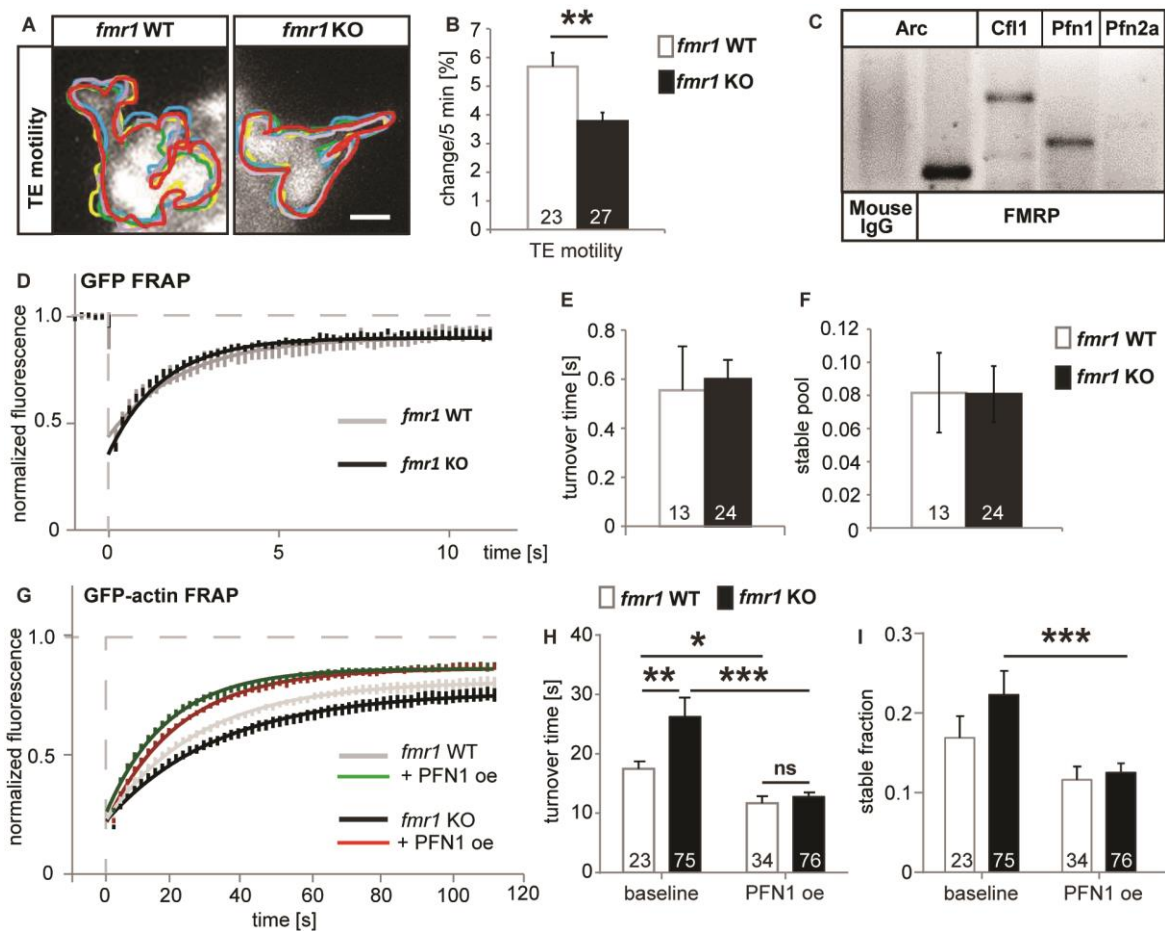 A
fmr1 WT
fmr1 KO
TE motility
B
**
change/5 min [%]
6
5
4
3
2
1
0
23
27
TE motility
fmr1 WT
fmr1 KO
C
Arc
Cfl1
Pfn1
Pfn2a
Mouse IgG
FMRP
D
GFP FRAP
normalized fluorescence
1.0
0.5
0
fmr1 WT
fmr1 KO
0
5
10
time [s]
E
turnover time [s]
0.8
0.6
0.4
0.2
0
13
24
F
stable pool
0.12
0.10
0.08
0.06
0.04
0.02
0
13
24
fmr1 WT
fmr1 KO
G
GFP-actin FRAP
normalized fluorescence
1.0
0.5
0
fmr1 WT
+ PFN1 oe
fmr1 KO
+ PFN1 oe
0
20
40
60
80
100
120
time [s]
fmr1 WT
fmr1 KO
H
turnover time [s]
40
30
20
10
0
*
**
***
ns
23
75
34
76
baseline
PFN1 oe
I
stable fraction
0.3
0.2
0.1
0
***
23
75
34
76
baseline
PFN1 oe